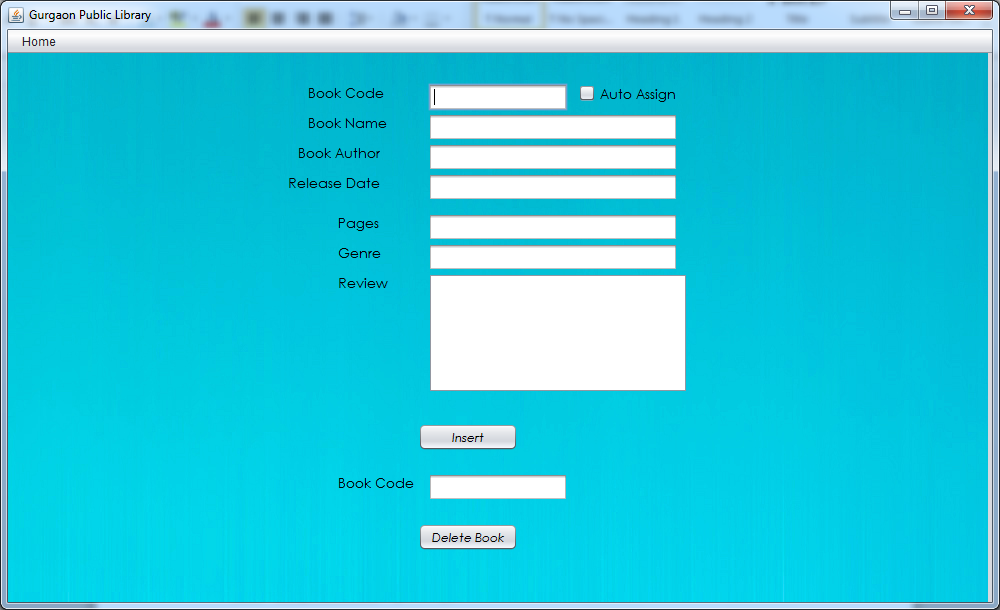 Gurgaon Public Library
Home
Book Code
Auto Assign
Book Name
Book Author
Release Date
Pages
Genre
Review
Insert
Book Code
Delete Book